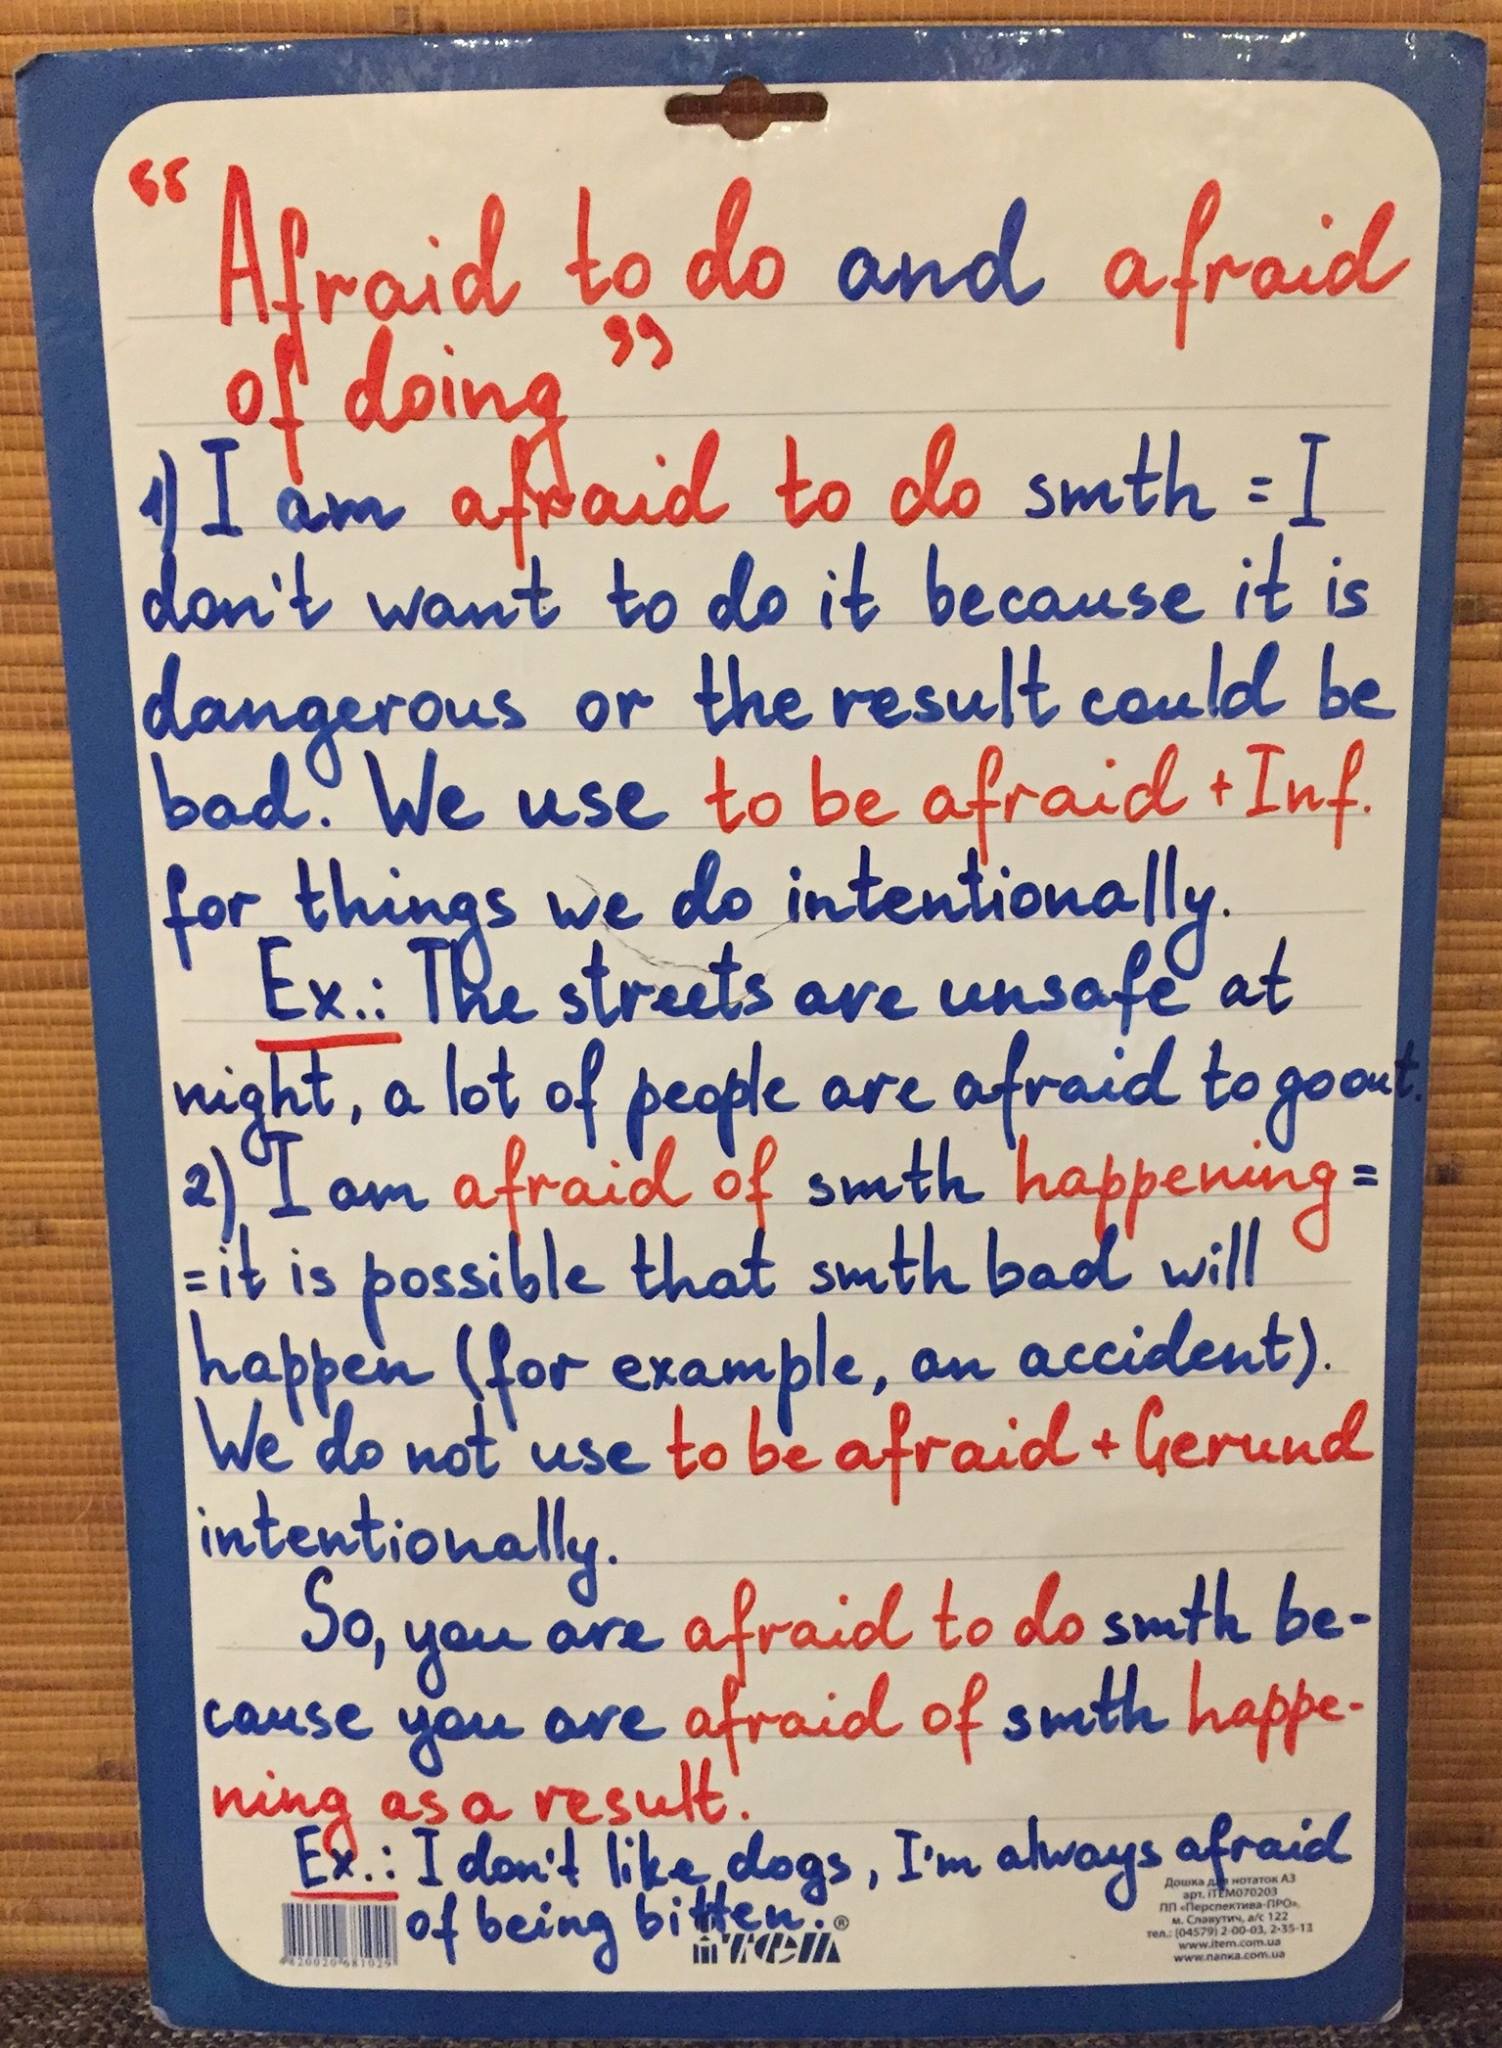 “Afraid to do and afraid
of doing”
1) I am afraid to do smth = I
don't want to do it because it is
dangerous or the result could be
bad. We use to be afraid + Inf.
for things we do intentionally.
Ex.: The streets are unsafe at
night, a lot of people are afraid to go out.
2) I am afraid of smth happening =
= it is possible that smth bad will
happen (for example, an accident).
We do not use to be afraid + Gerund
intentionally.
So, you are afraid to do smth be-
cause you are afraid of smth happe-
ning as a result.
Ex.: I don't like dogs, I'm always afraid
of being bitten.
Дошка для нотаток А3
арт. iTEM070203
ПП «Перспектива-ПРО»,
м. Славутич, а/с 122
тел.: (04579) 2-00-03, 2-35-13
www.item.com.ua
www.папка.com.ua
iTEM®
4820020681029